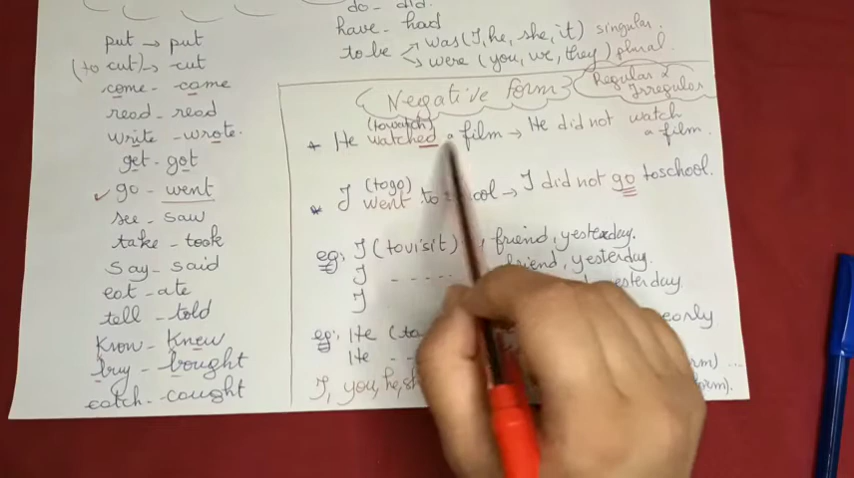 do - did.
have - had
to be was (I, he, she, it) singular.
were (you, we, they) plural.
put → put
(to cut) → cut
come - came
read - read
write - wrote.
get - got
go - went
see - saw
take - took
say - said
eat - ate
tell - told
Know - Knew
buy - bought
catch - caught
Negative form
Regular & Irregular
(to watch)
* He watched a film → He did not watch a film.
(to go)
* I went to → I did not go to school.
eg: I (to visit) friend, yesterday.
I - - - - friend, yesterday.
I yesterday
eg: He early
He - -
I, you, he,